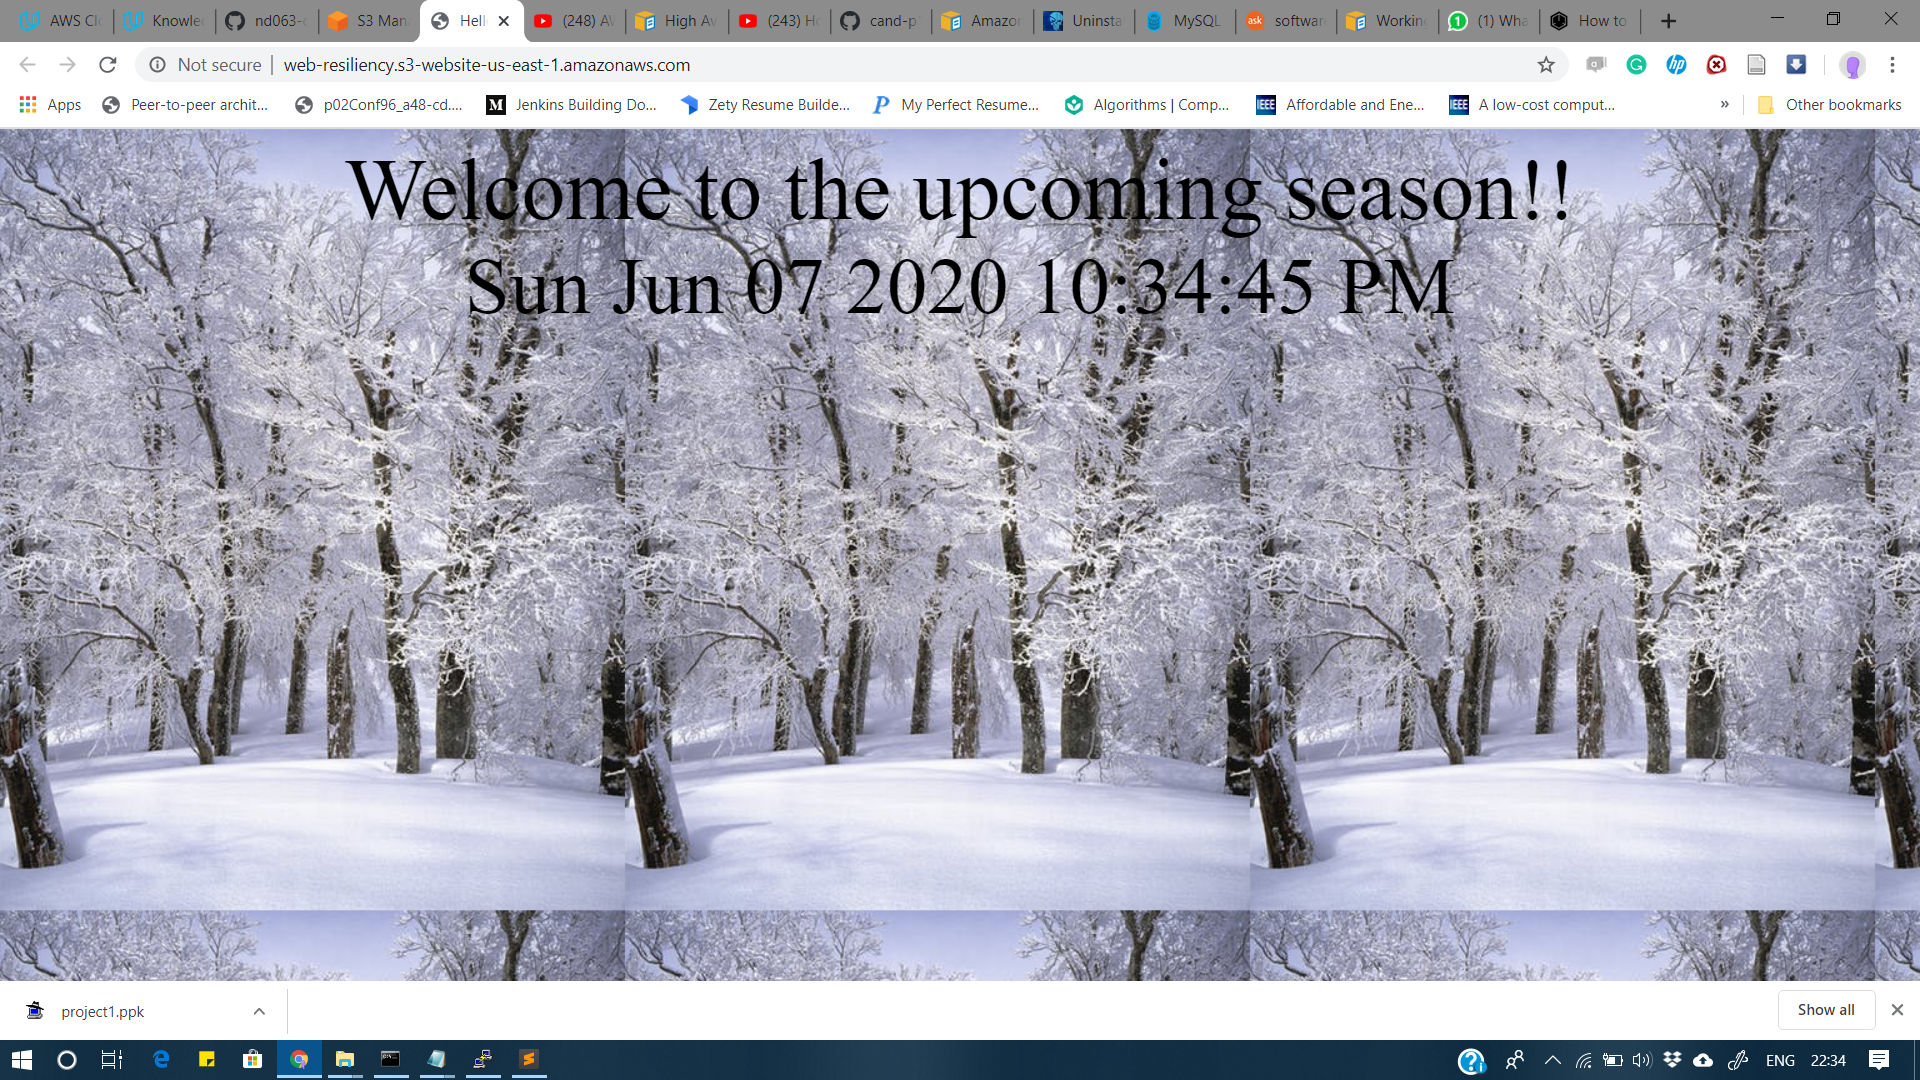 AWS Cl
Knowle
nd063-c
S3 Man
Hell
(248) A
High Av
(243) H
cand-p
Amazon
Uninsta
MySQL
softwar
Working
(1) Wha
How to
Not secure
web-resiliency.s3-website-us-east-1.amazonaws.com
Apps
Peer-to-peer archit...
p02Conf96_a48-cd....
Jenkins Building Do...
Zety Resume Builde...
My Perfect Resume...
Algorithms | Comp...
IEEE
Affordable and Ene...
IEEE
A low-cost comput...
»
Other bookmarks
Welcome to the upcoming season!!
Sun Jun 07 2020 10:34:45 PM
project1.ppk
Show all
ENG
22:34